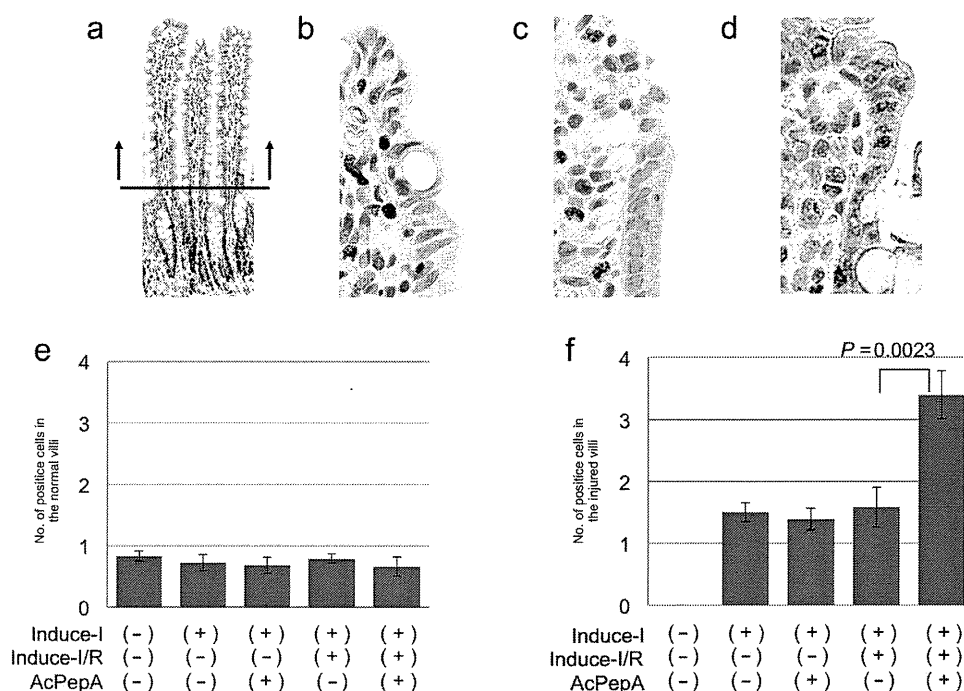 a
b
c
d
e
4
3
2
1
0
No. of positice cells in
the normal villi
Induce-I (-) (+) (+) (+) (+)
Induce-I/R (-) (-) (-) (+) (+)
AcPepA (-) (-) (+) (-) (+)
f
P=0.0023
4
3
2
1
0
No. of positice cells in
the injured villi
Induce-I (-) (+) (+) (+) (+)
Induce-I/R (-) (-) (-) (+) (+)
AcPepA (-) (-) (+) (-) (+)